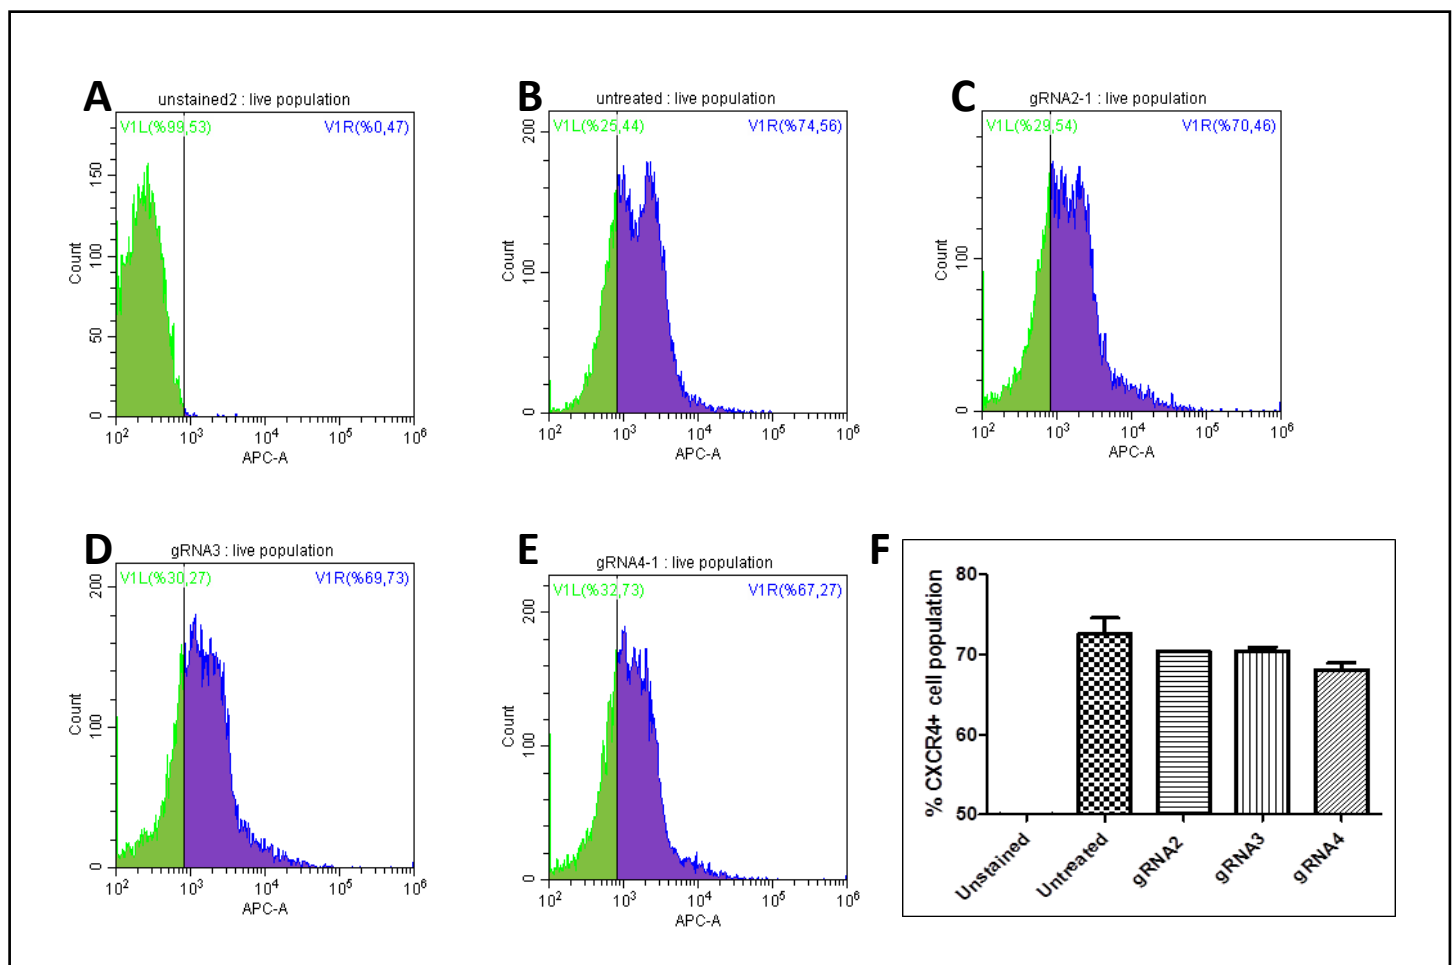 A
unstained2 : live population
V1L(%99,53)
V1R(%0,47)
150
100
50
0
Count
10^2 10^3 10^4 10^5 10^6
APC-A
B
untreated : live population
V1L(%25,44)
V1R(%74,56)
200
100
0
Count
10^2 10^3 10^4 10^5 10^6
APC-A
C
gRNA2-1 : live population
V1L(%29,54)
V1R(%70,46)
100
0
Count
10^2 10^3 10^4 10^5 10^6
APC-A
D
gRNA3 : live population
V1L(%30,27)
V1R(%69,73)
200
100
0
Count
10^2 10^3 10^4 10^5 10^6
APC-A
E
gRNA4-1 : live population
V1L(%32,73)
V1R(%67,27)
200
100
0
Count
10^2 10^3 10^4 10^5 10^6
APC-A
F
% CXCR4+ cell population
80
70
60
50
Unstained
Untreated
gRNA2
gRNA3
gRNA4